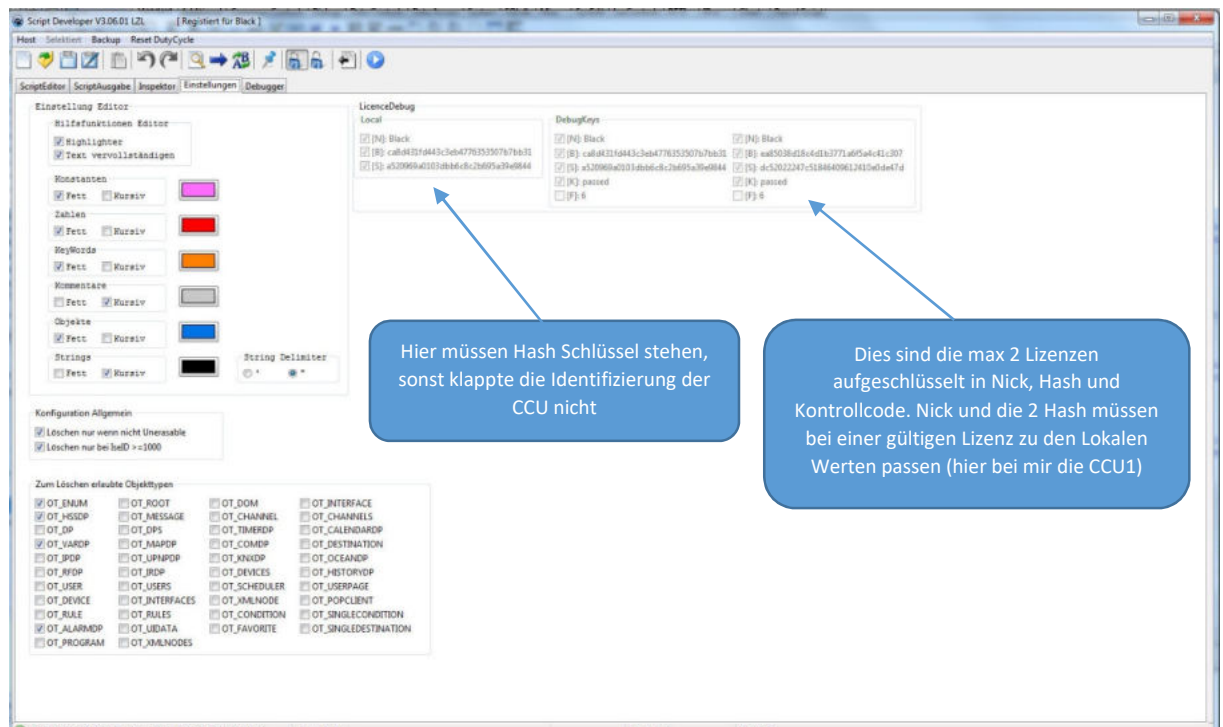 Script Developer V3.06.01 LZL [Registiert für Black ]
Host Selektiert Backup Reset DutyCycle
ScriptEditor ScriptAusgabe Inspektor Einstellungen Debugger
Einstellung Editor
Hilfefunktionen Editor
Highlighter
Text vervollständigen
Konstanten
Fett Kursiv
Zahlen
Fett Kursiv
KeyWords
Fett Kursiv
Kommentare
Fett Kursiv
Objekte
Fett Kursiv
Strings
Fett Kursiv
String Delimiter
' "
LicenceDebug
Local
[N]: Black
DebugKeys
[N]: Black
[K]: passed
[F]: 6
[N]: Black
[K]: passed
[F]: 6
Hier müssen Hash Schlüssel stehen,
sonst klappte die Identifizierung der
CCU nicht
Dies sind die max 2 Lizenzen
aufgeschlüsselt in Nick, Hash und
Kontrollcode. Nick und die 2 Hash müssen
bei einer gültigen Lizenz zu den Lokalen
Werten passen (hier bei mir die CCU1)
Konfiguration Allgemein
Löschen nur wenn nicht Unerasable
Löschen nur bei IseID >=1000
Zum Löschen erlaubte Objekttypen
OT_ENUM OT_ROOT OT_DOM OT_INTERFACE
OT_HSSDP OT_MESSAGE OT_CHANNEL OT_CHANNELS
OT_DP OT_DPS OT_TIMERDP OT_CALENDARDP
OT_VARDP OT_MAPDP OT_COMDP OT_DESTINATION
OT_IPDP OT_UPNPDP OT_KNXDP OT_OCEANDP
OT_RFDP OT_IRDP OT_DEVICES OT_HISTORYDP
OT_USER OT_USERS OT_SCHEDULER OT_USERPAGE
OT_DEVICE OT_INTERFACES OT_XMLNODE OT_POPCLIENT
OT_RULE OT_RULES OT_CONDITION OT_SINGLECONDITION
OT_ALARMDP OT_UIDATA OT_FAVORITE OT_SINGLEDESTINATION
OT_PROGRAM OT_XMLNODES